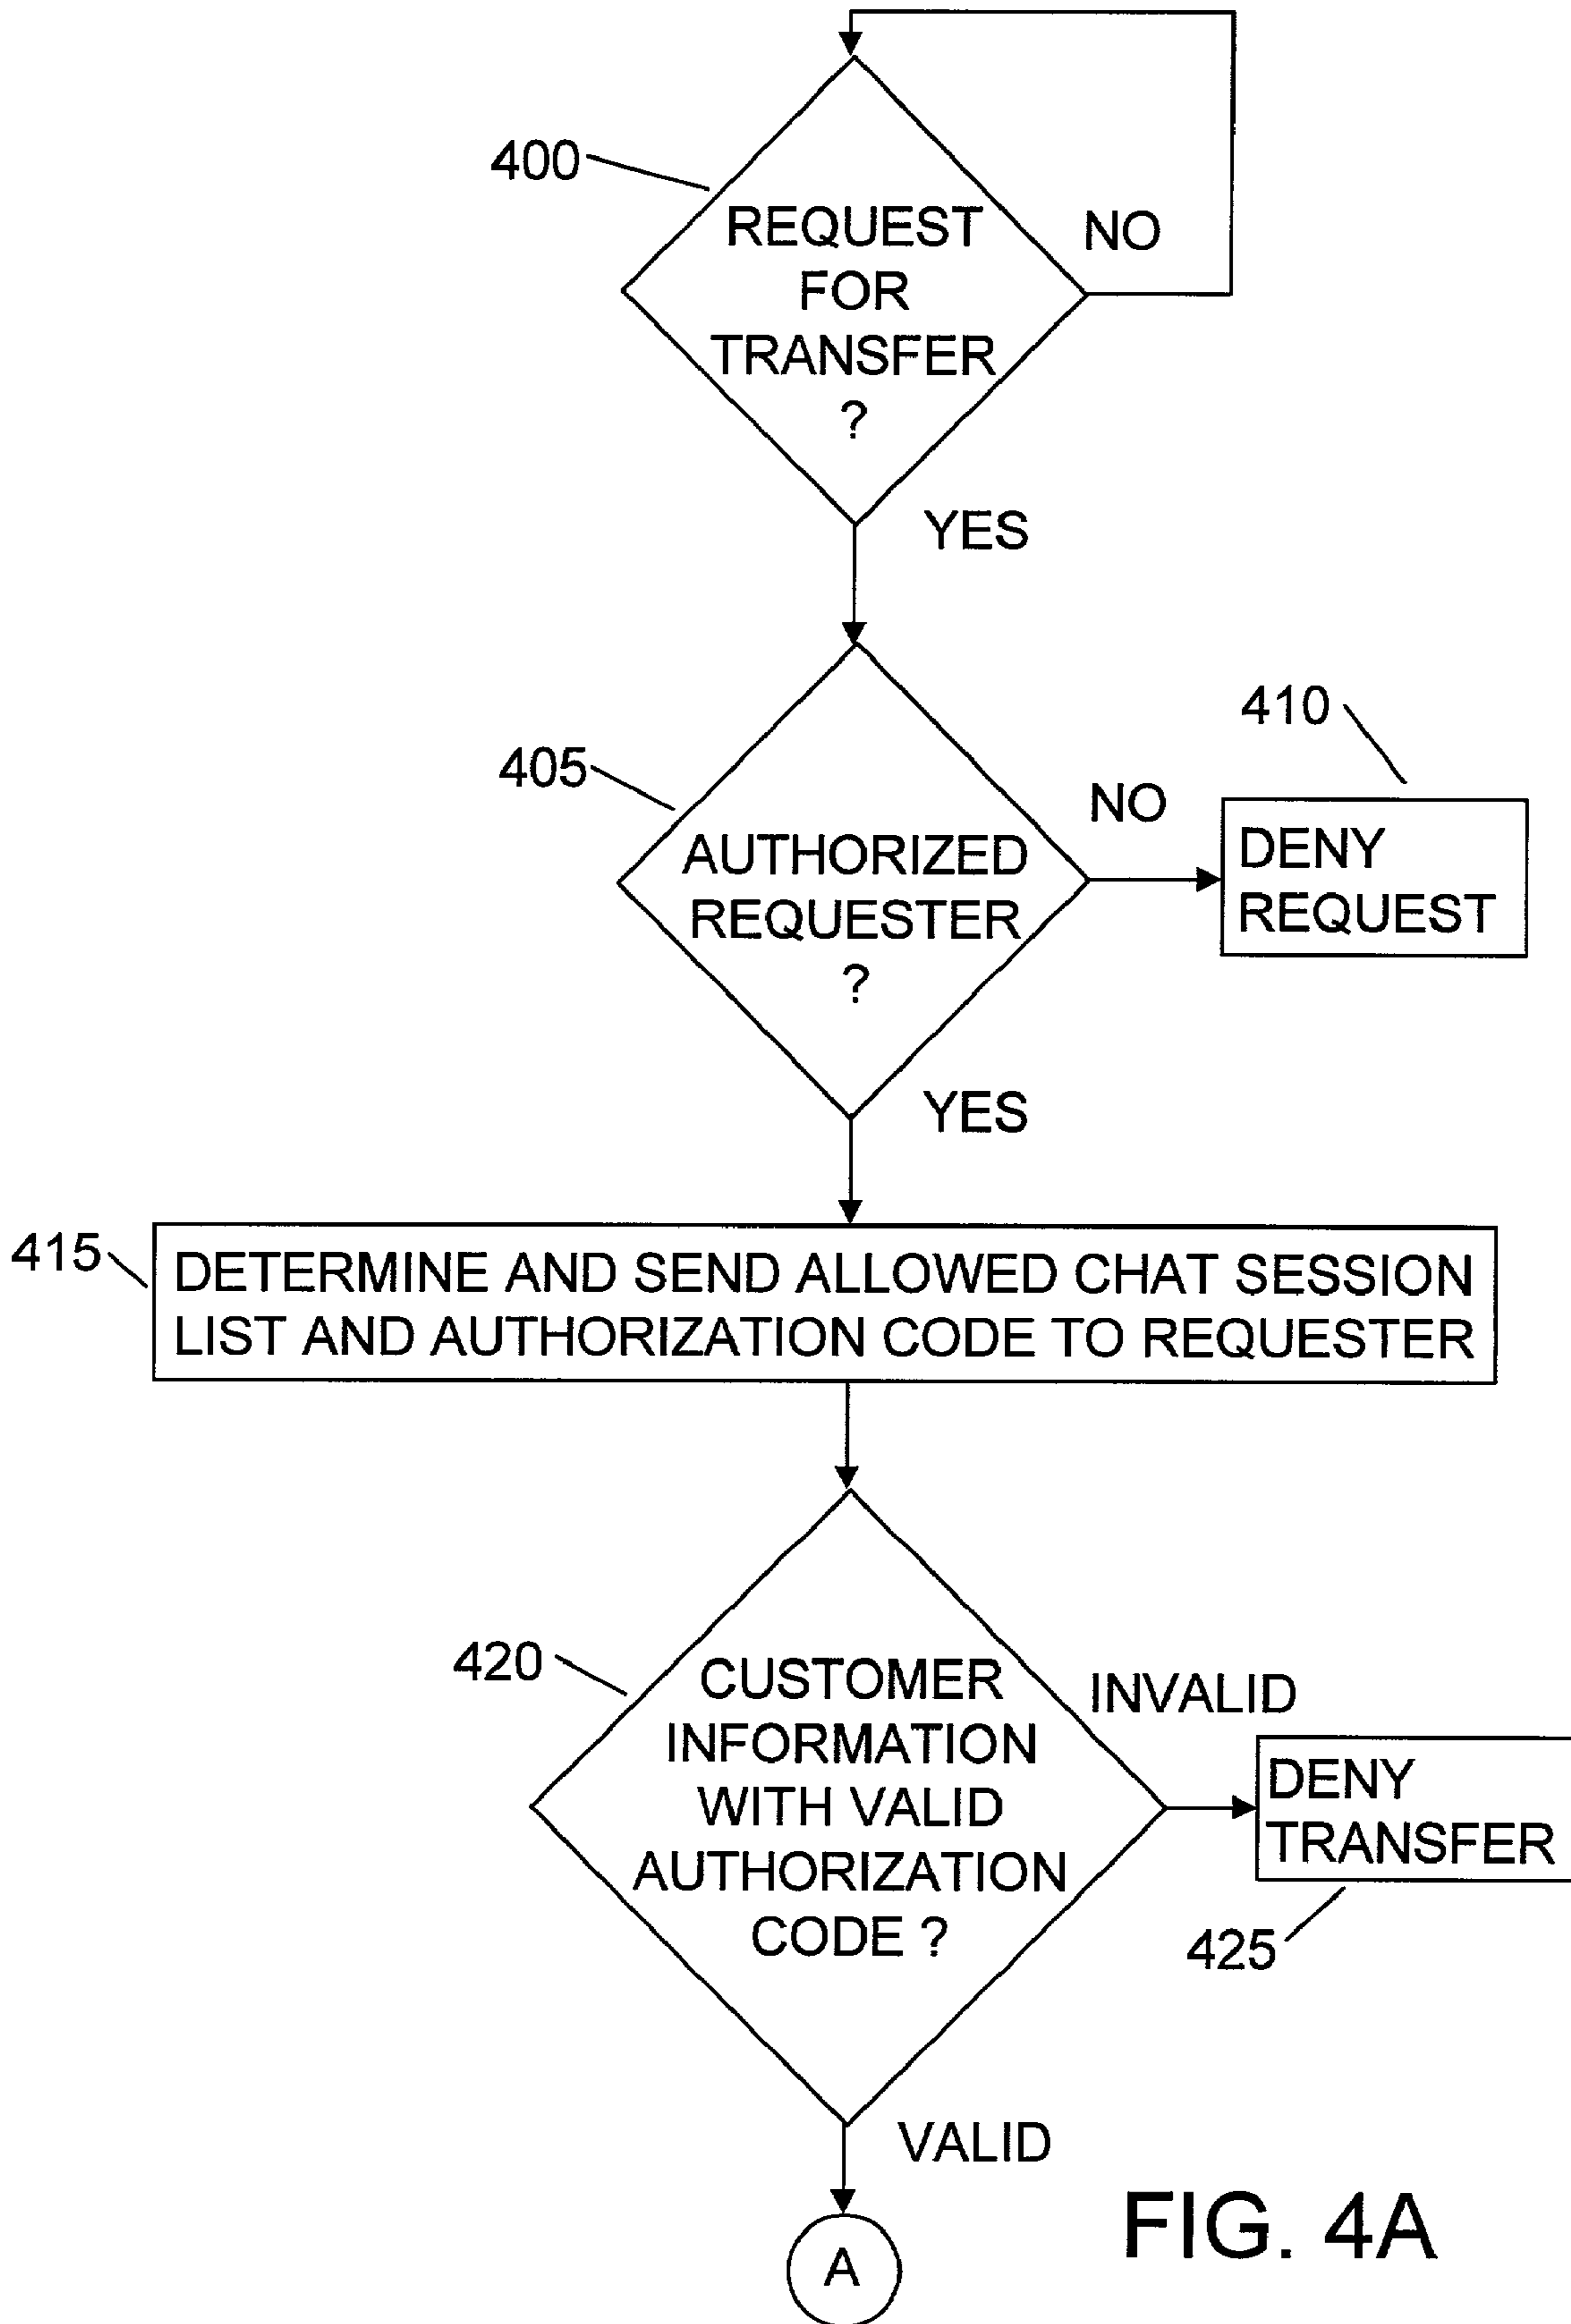 400
REQUEST
FOR
TRANSFER
?
NO
YES
405
AUTHORIZED
REQUESTER
?
NO
410
DENY
REQUEST
YES
415
DETERMINE AND SEND ALLOWED CHAT SESSION
LIST AND AUTHORIZATION CODE TO REQUESTER
420
CUSTOMER
INFORMATION
WITH VALID
AUTHORIZATION
CODE ?
INVALID
DENY
TRANSFER
425
VALID
A
FIG. 4A